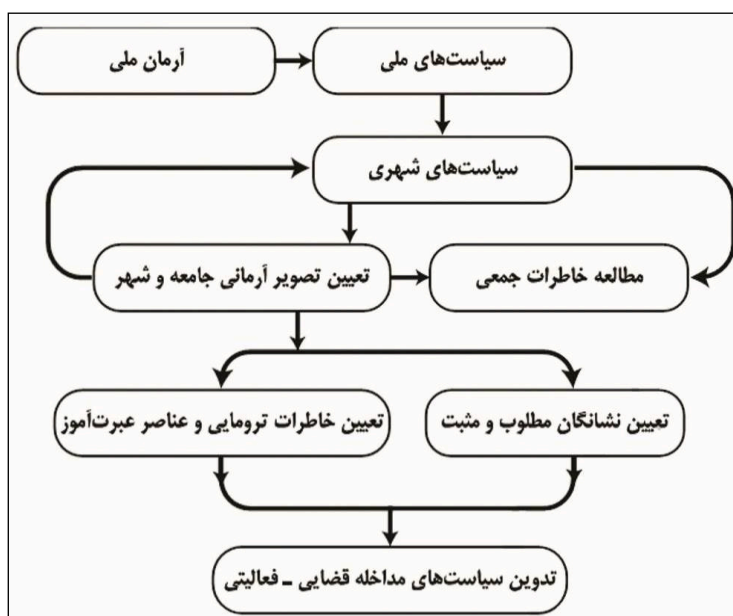 آرمان ملی
سیاست‌های ملی
سیاست‌های شهری
تعیین تصویر آرمانی جامعه و شهر
مطالعه خاطرات جمعی
تعیین خاطرات ترومایی و عناصر عبرت‌آموز
تعیین نشانگان مطلوب و مثبت
تدوین سیاست‌های مداخله قضایی ـ فعالیتی